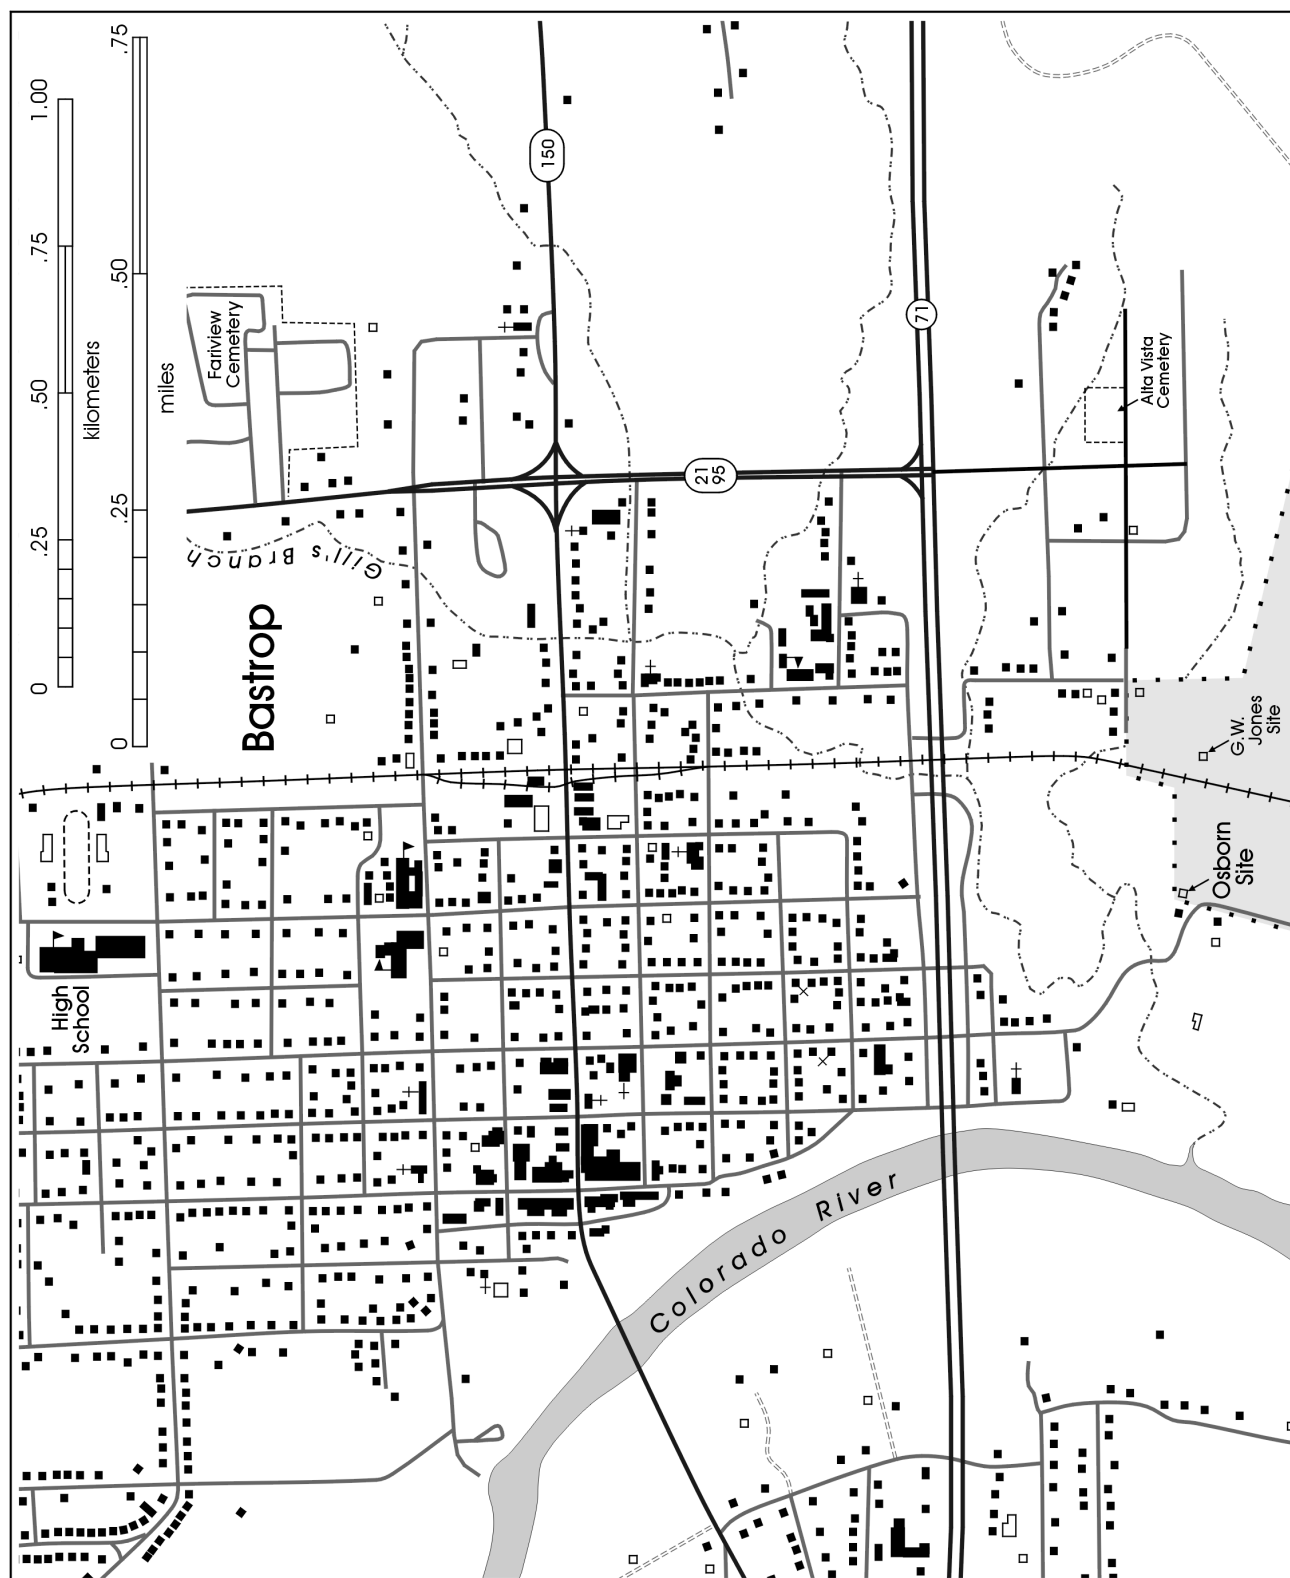 0
.25
.50
.75
1.00
kilometers
0
.25
.50
.75
miles
Fariview
Cemetery
Gill's Branch
Bastrop
High
School
150
21
95
71
Alta Vista
Cemetery
G.W.
Jones
Site
Osborn
Site
Colorado River